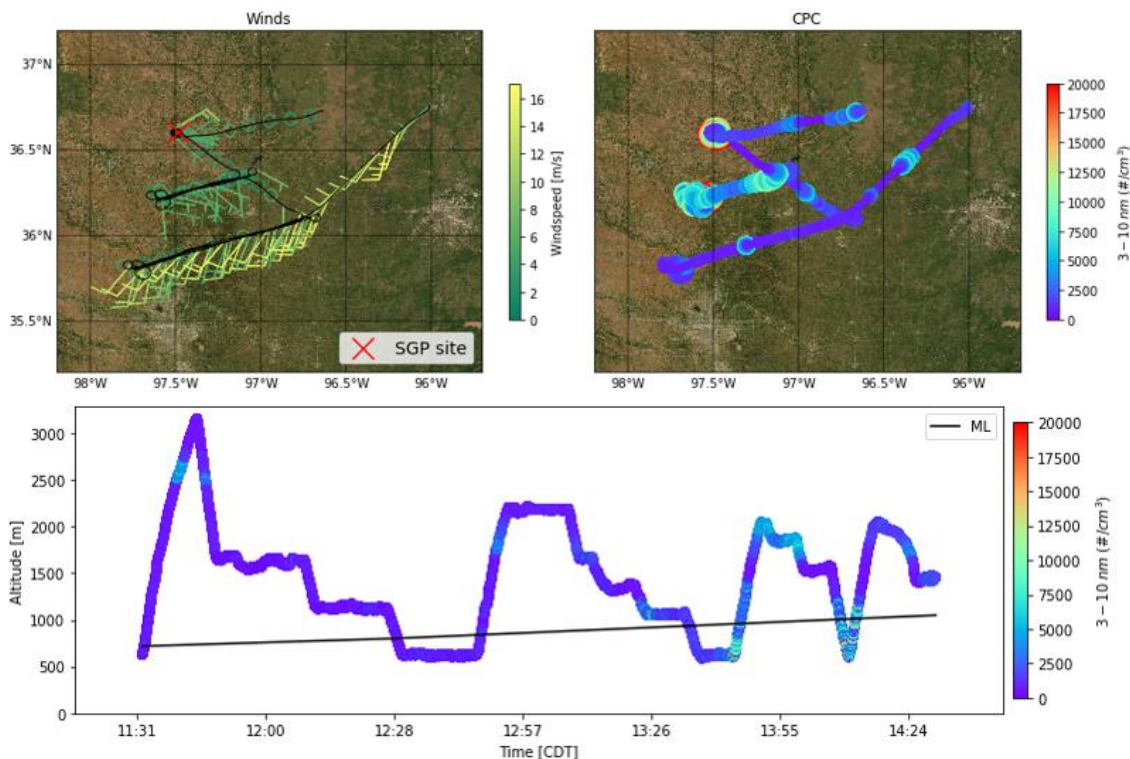 Winds
CPC
37°N
36.5°N
36°N
35.5°N
98°W
97.5°W
97°W
96.5°W
96°W
SGP site
16
14
12
10
8
6
4
2
0
Windspeed [m/s]
98°W
97.5°W
97°W
96.5°W
96°W
20000
17500
15000
12500
10000
7500
5000
2500
0
3 − 10 nm (#/cm³)
3000
2500
2000
1500
1000
500
0
Altitude [m]
ML
11:31
12:00
12:28
12:57
13:26
13:55
14:24
Time [CDT]
20000
17500
15000
12500
10000
7500
5000
2500
0
3 − 10 nm (#/cm³)